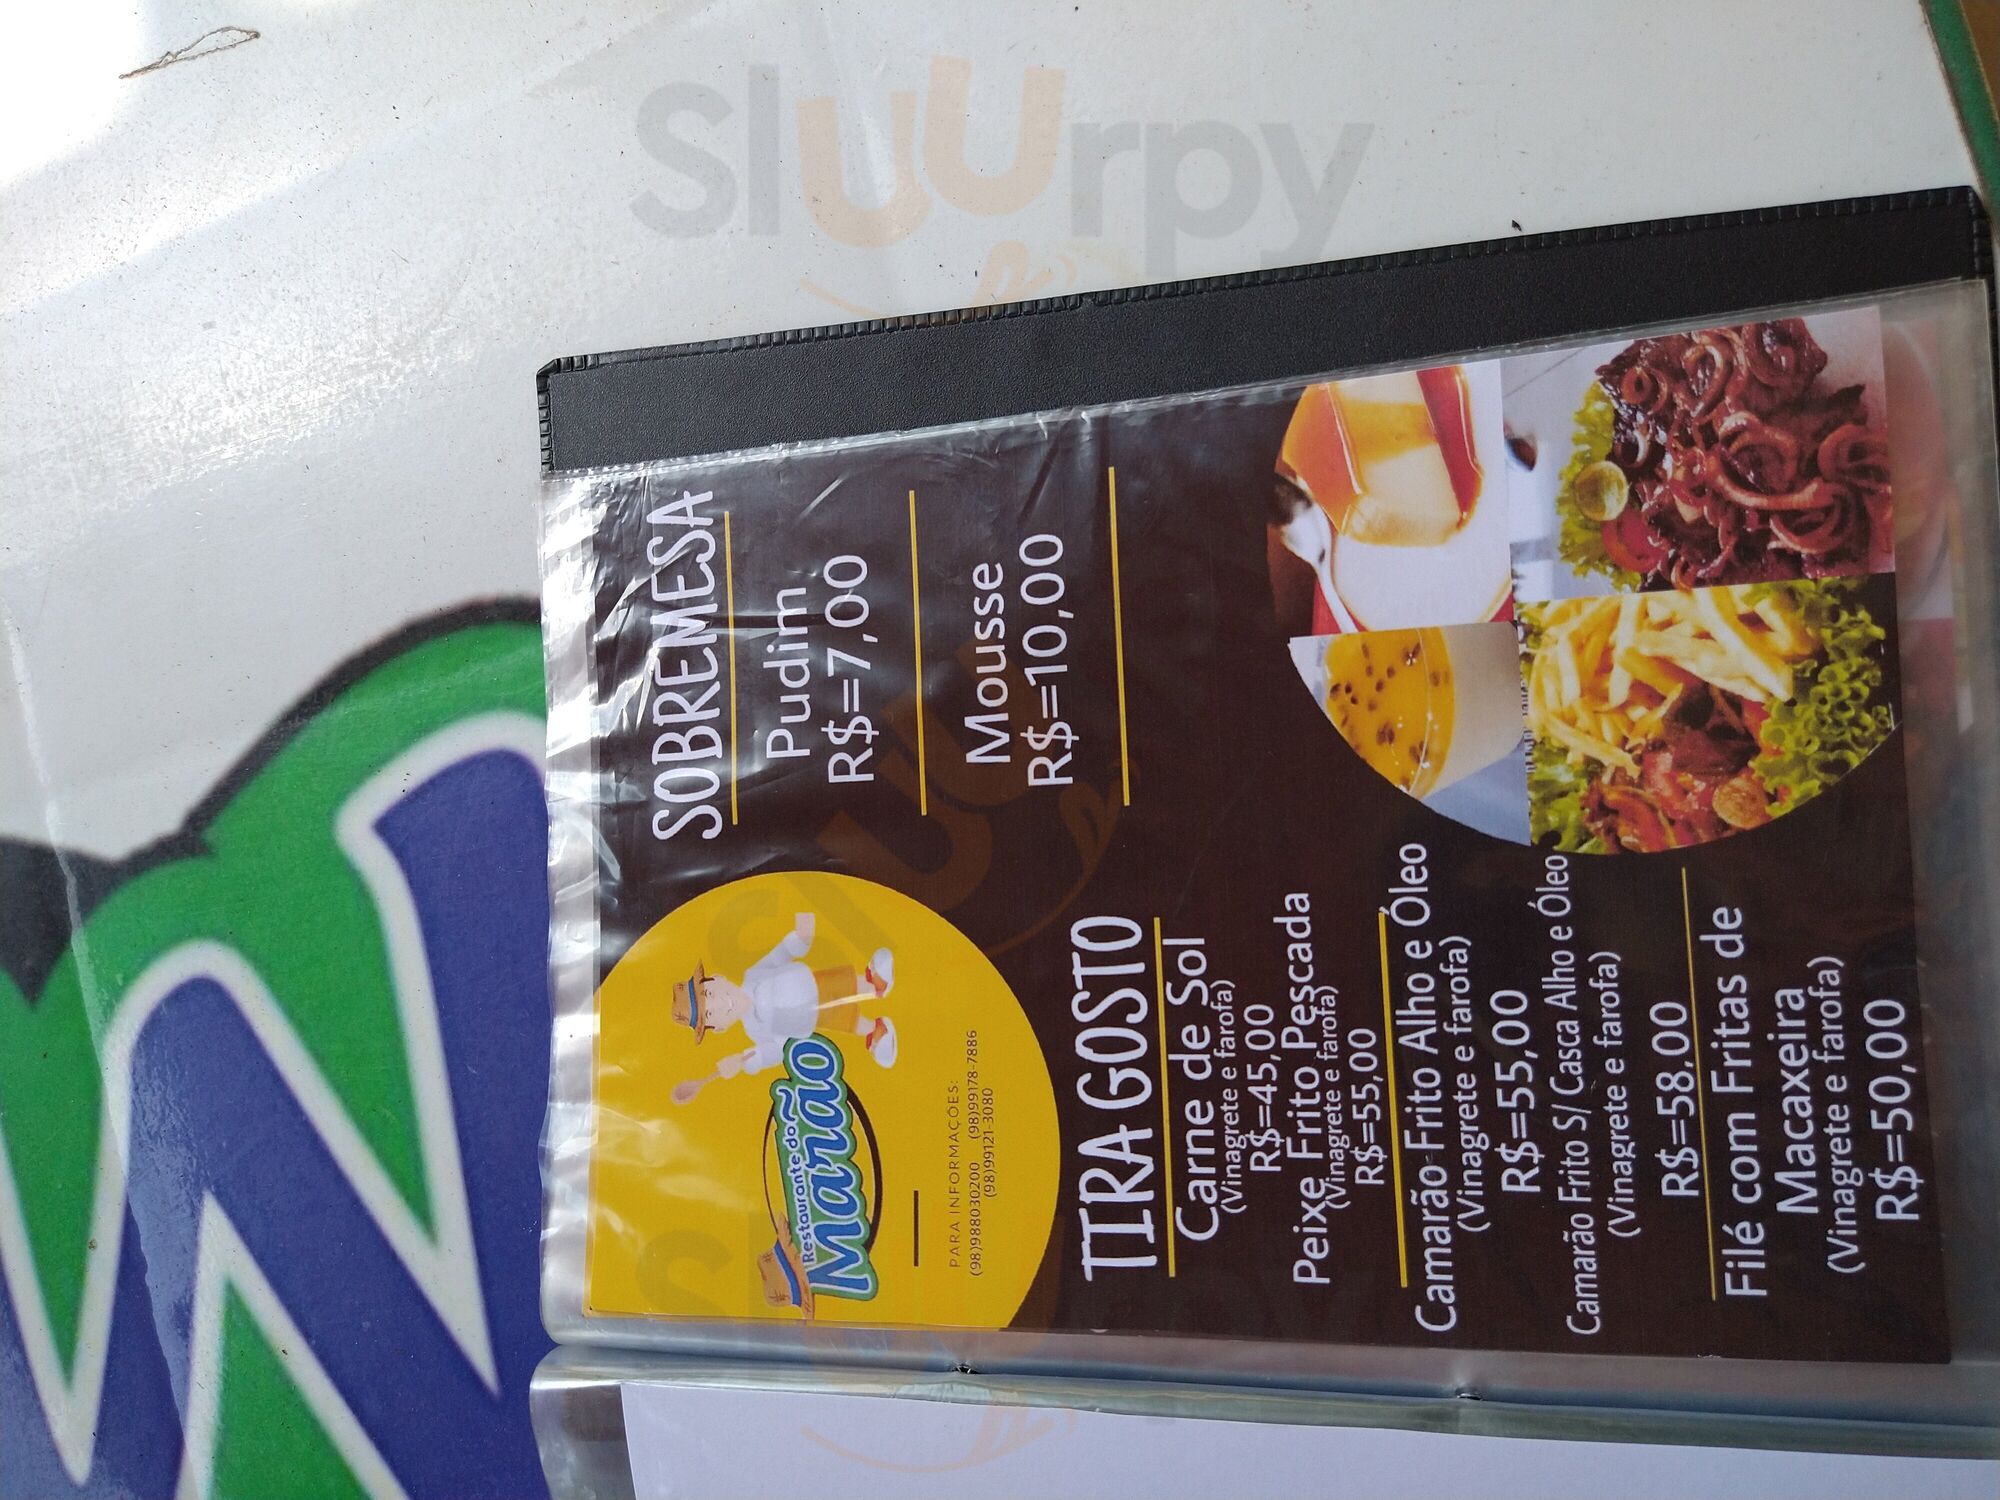 Sluurpy
Restaurante do
Marão
PARA INFORMAÇÕES:
(98)988030200 (98)99178-7886
(98)99121-3080
SOBREMESA
Pudim
R$=7,00
Mousse
R$=10,00
TIRA GOSTO
Carne de Sol
(Vinagrete e farofa)
R$=45,00
Peixe Frito Pescada
(Vinagrete e farofa)
R$=55,00
Camarão Frito Alho e Óleo
(Vinagrete e farofa)
R$=55,00
Camarão Frito S/ Casca Alho e Óleo
(Vinagrete e farofa)
R$=58,00
Filé com Fritas de
Macaxeira
(Vinagrete e farofa)
R$=50,00
Sluurpy
Sluurpy